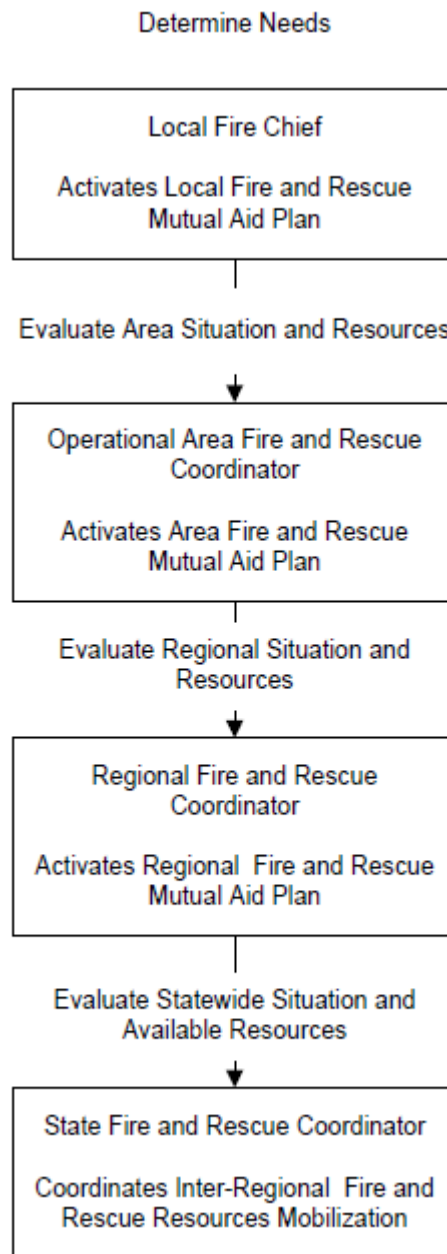 Determine Needs
Local Fire Chief
Activates Local Fire and Rescue
Mutual Aid Plan
Evaluate Area Situation and Resources
Operational Area Fire and Rescue
Coordinator
Activates Area Fire and Rescue
Mutual Aid Plan
Evaluate Regional Situation and
Resources
Regional Fire and Rescue
Coordinator
Activates Regional Fire and Rescue
Mutual Aid Plan
Evaluate Statewide Situation and
Available Resources
State Fire and Rescue Coordinator
Coordinates Inter-Regional Fire and
Rescue Resources Mobilization